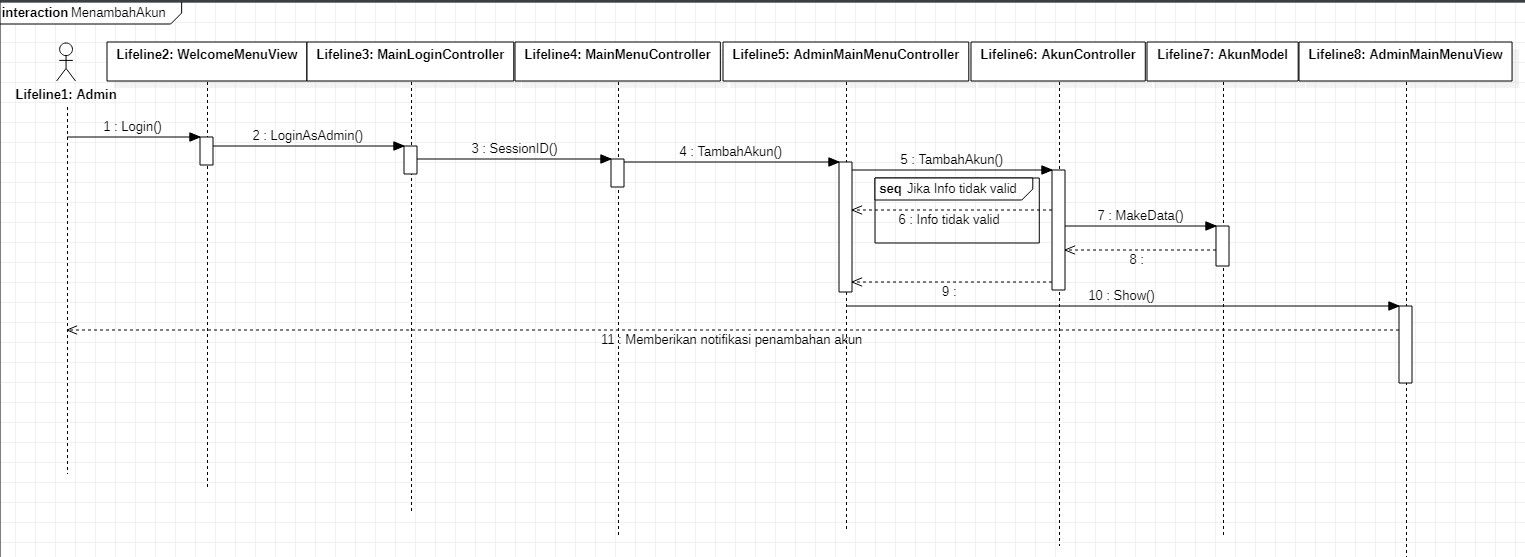 interaction MenambahAkun
Lifeline1: Admin
Lifeline2: WelcomeMenuView
Lifeline3: MainLoginController
Lifeline4: MainMenuController
Lifeline5: AdminMainMenuController
Lifeline6: AkunController
Lifeline7: AkunModel
Lifeline8: AdminMainMenuView
1 : Login()
2 : LoginAsAdmin()
3 : SessionID()
4 : TambahAkun()
5 : TambahAkun()
seq Jika Info tidak valid
6 : Info tidak valid
7 : MakeData()
8 :
9 :
10 : Show()
11 : Memberikan notifikasi penambahan akun